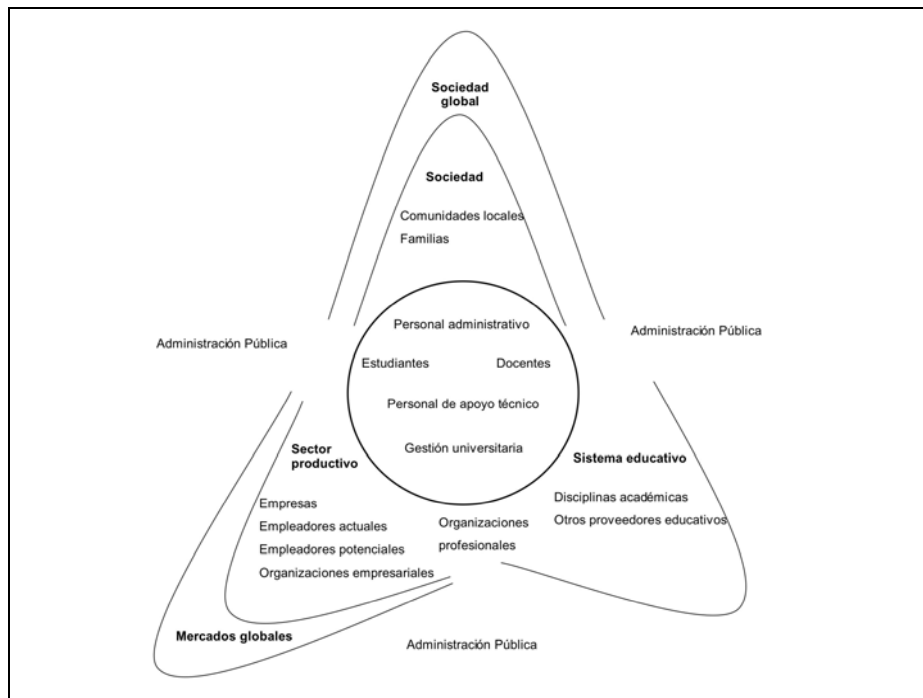 Sociedad
global
Sociedad
Comunidades locales
Familias
Personal administrativo
Administración Pública
Administración Pública
Estudiantes
Docentes
Personal de apoyo técnico
Gestión universitaria
Sector
productivo
Sistema educativo
Empresas
Empleadores actuales
Empleadores potenciales
Organizaciones empresariales
Organizaciones
profesionales
Disciplinas académicas
Otros proveedores educativos
Mercados globales
Administración Pública